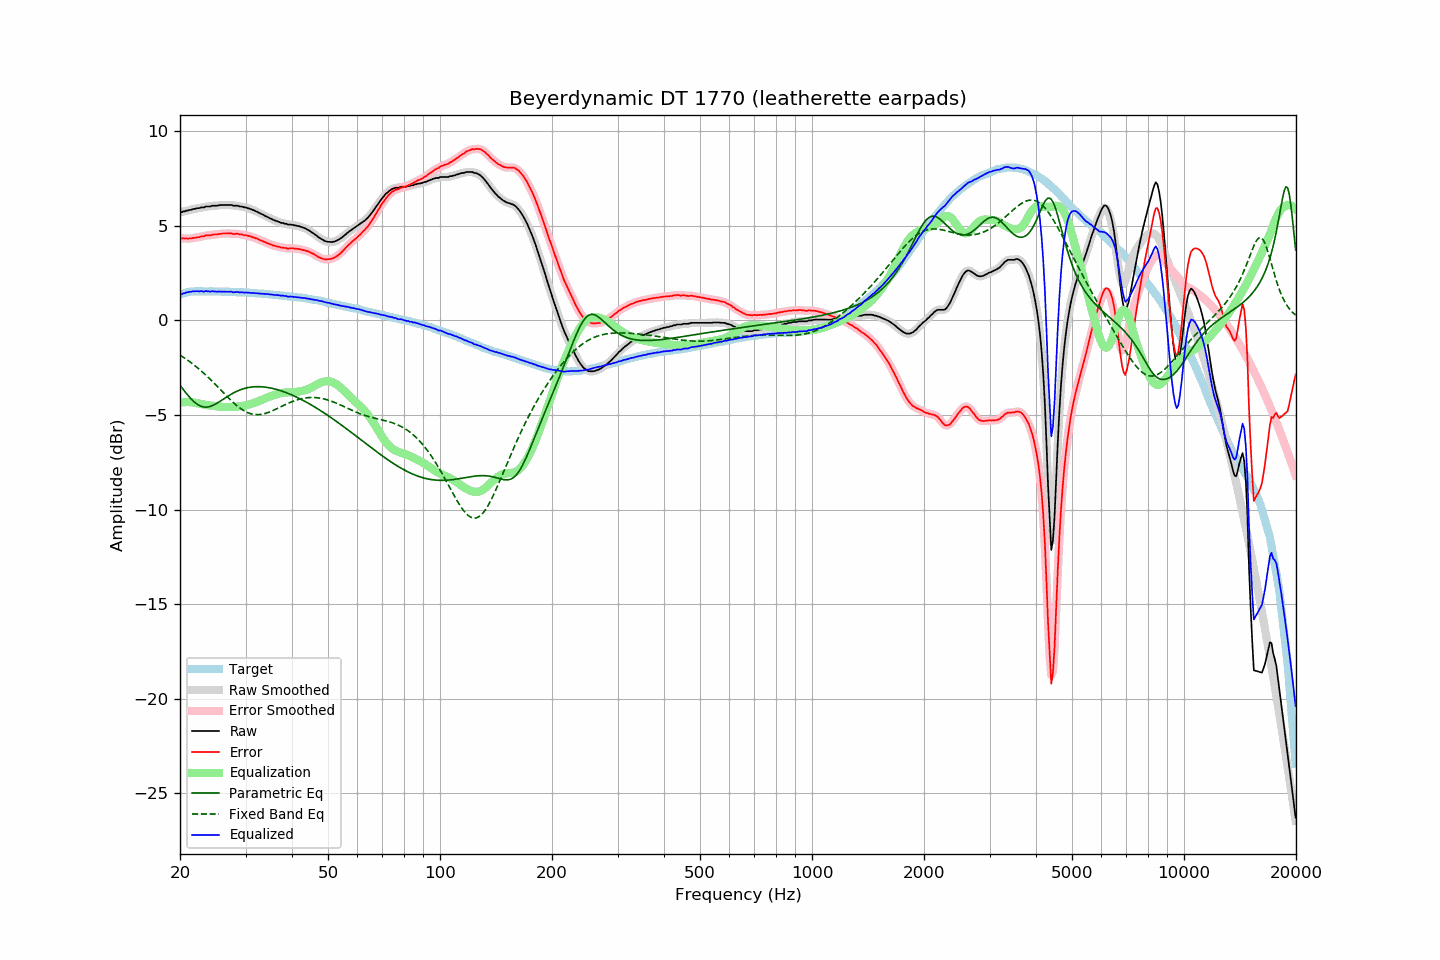 Beyerdynamic DT 1770 (leatherette earpads)
10
5
0
−5
−10
−15
−20
−25
Amplitude (dBr)
Target
Raw Smoothed
Error Smoothed
Raw
Error
Equalization
Parametric Eq
Fixed Band Eq
Equalized
20 50 100 200 500 1000 2000 5000 10000 20000
Frequency (Hz)